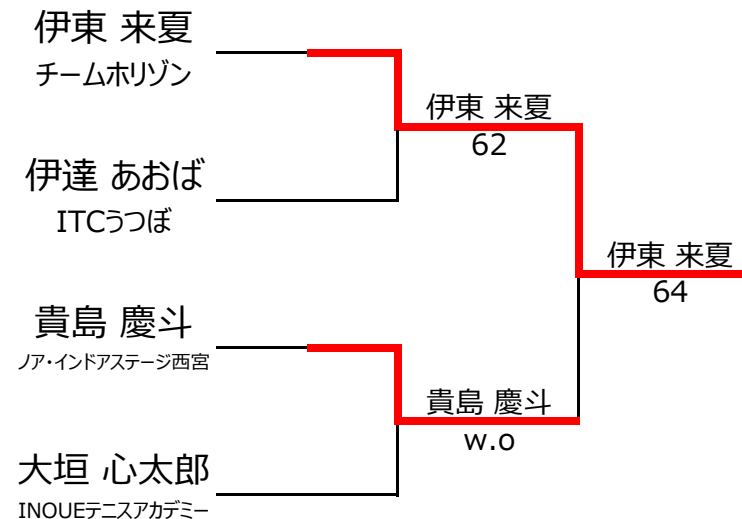 伊東 来夏
チームホリゾン
伊東 来夏
62
伊達 あおば
ITCうつぼ
伊東 来夏
64
貴島 慶斗
ノア・インドアステージ西宮
貴島 慶斗
w.o
大垣 心太郎
INOUEテニスアカデミー